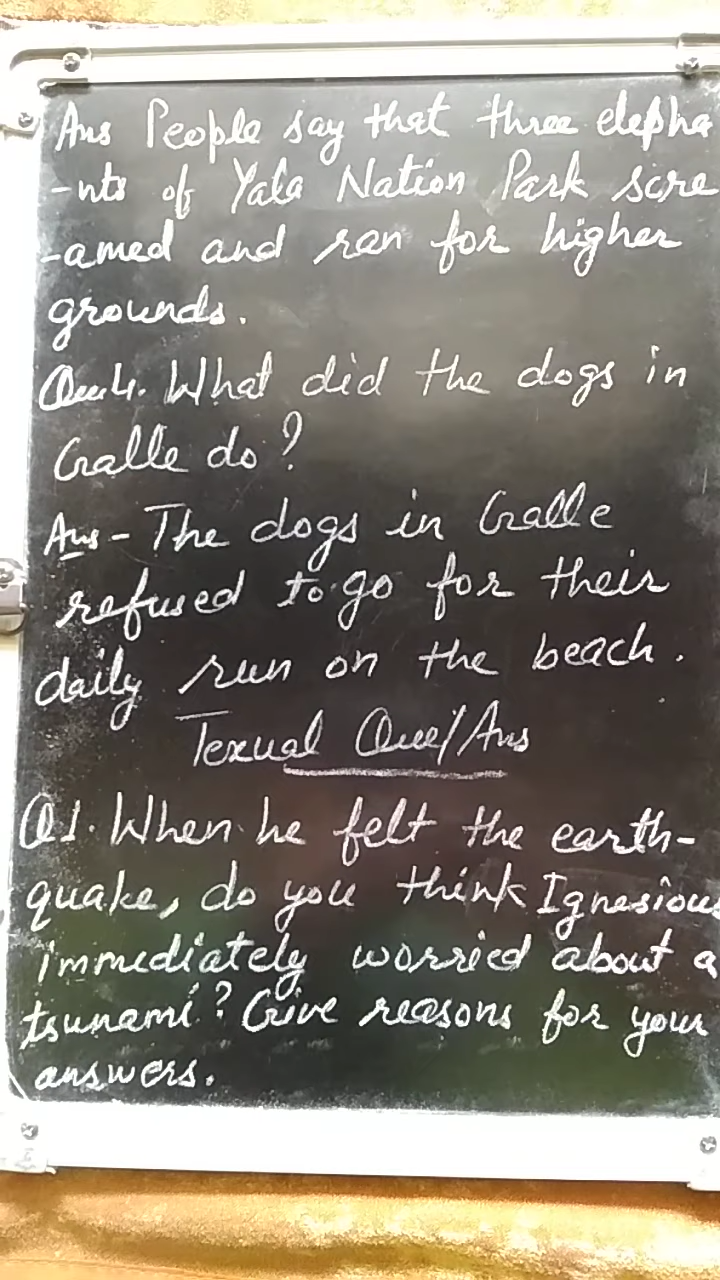 Ans People say that three elepha
-nts of Yala Nation Park scre
-amed and ran for higher
grounds.
Que4. What did the dogs in
Galle do?
Ans - The dogs in Galle
refused to go for their
daily run on the beach.
Texual Que/Ans
Q1. When he felt the earth-
quake, do you think Ignesious
immediately worried about a
tsunami? Give reasons for your
answers.